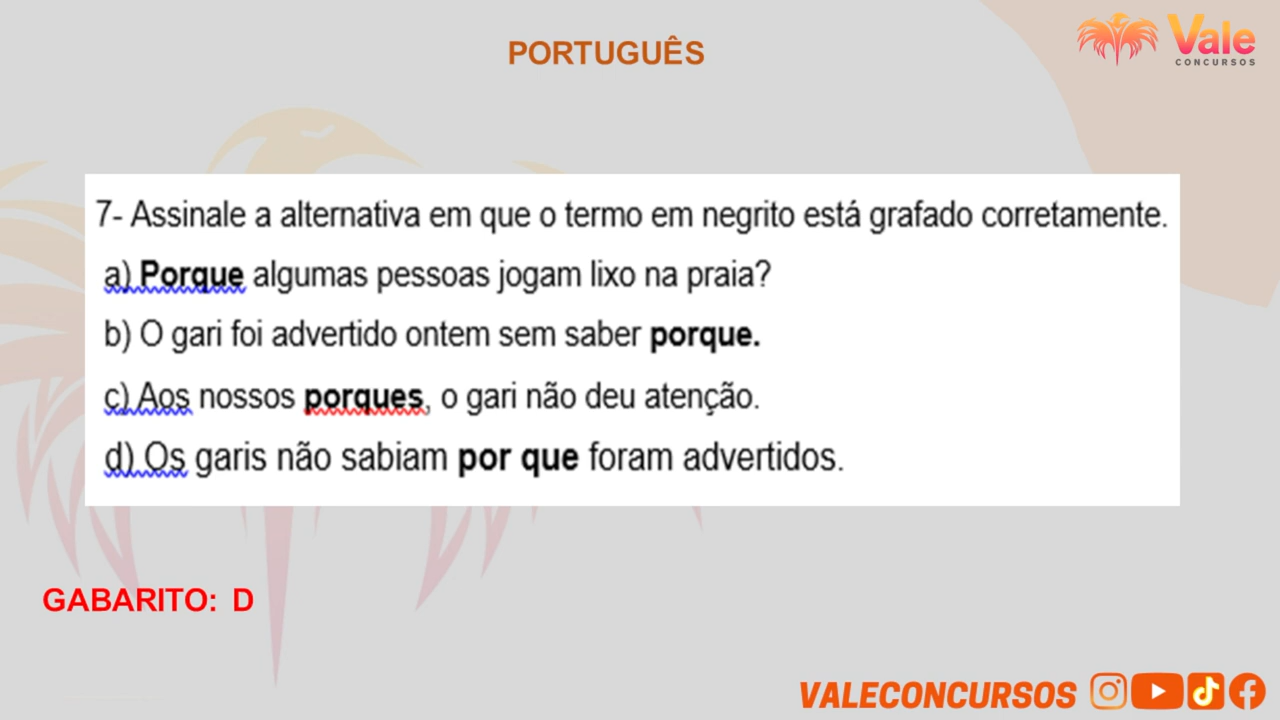 PORTUGUÊS
Vale
CONCURSOS
7- Assinale a alternativa em que o termo em negrito está grafado corretamente.
a) Porque algumas pessoas jogam lixo na praia?
b) O gari foi advertido ontem sem saber porque.
c) Aos nossos porques, o gari não deu atenção.
d) Os garis não sabiam por que foram advertidos.
GABARITO: D
VALECONCURSOS